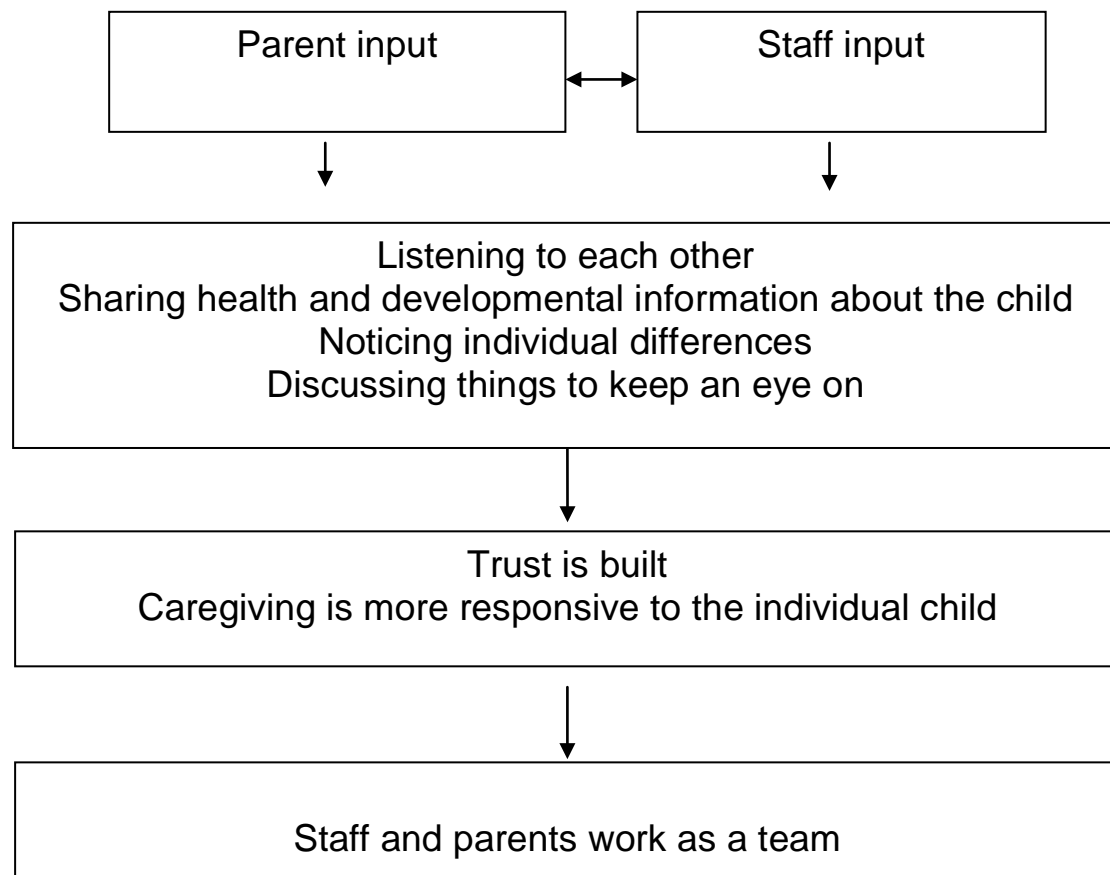 Parent input
Staff input
Listening to each other
Sharing health and developmental information about the child
Noticing individual differences
Discussing things to keep an eye on
Trust is built
Caregiving is more responsive to the individual child
Staff and parents work as a team